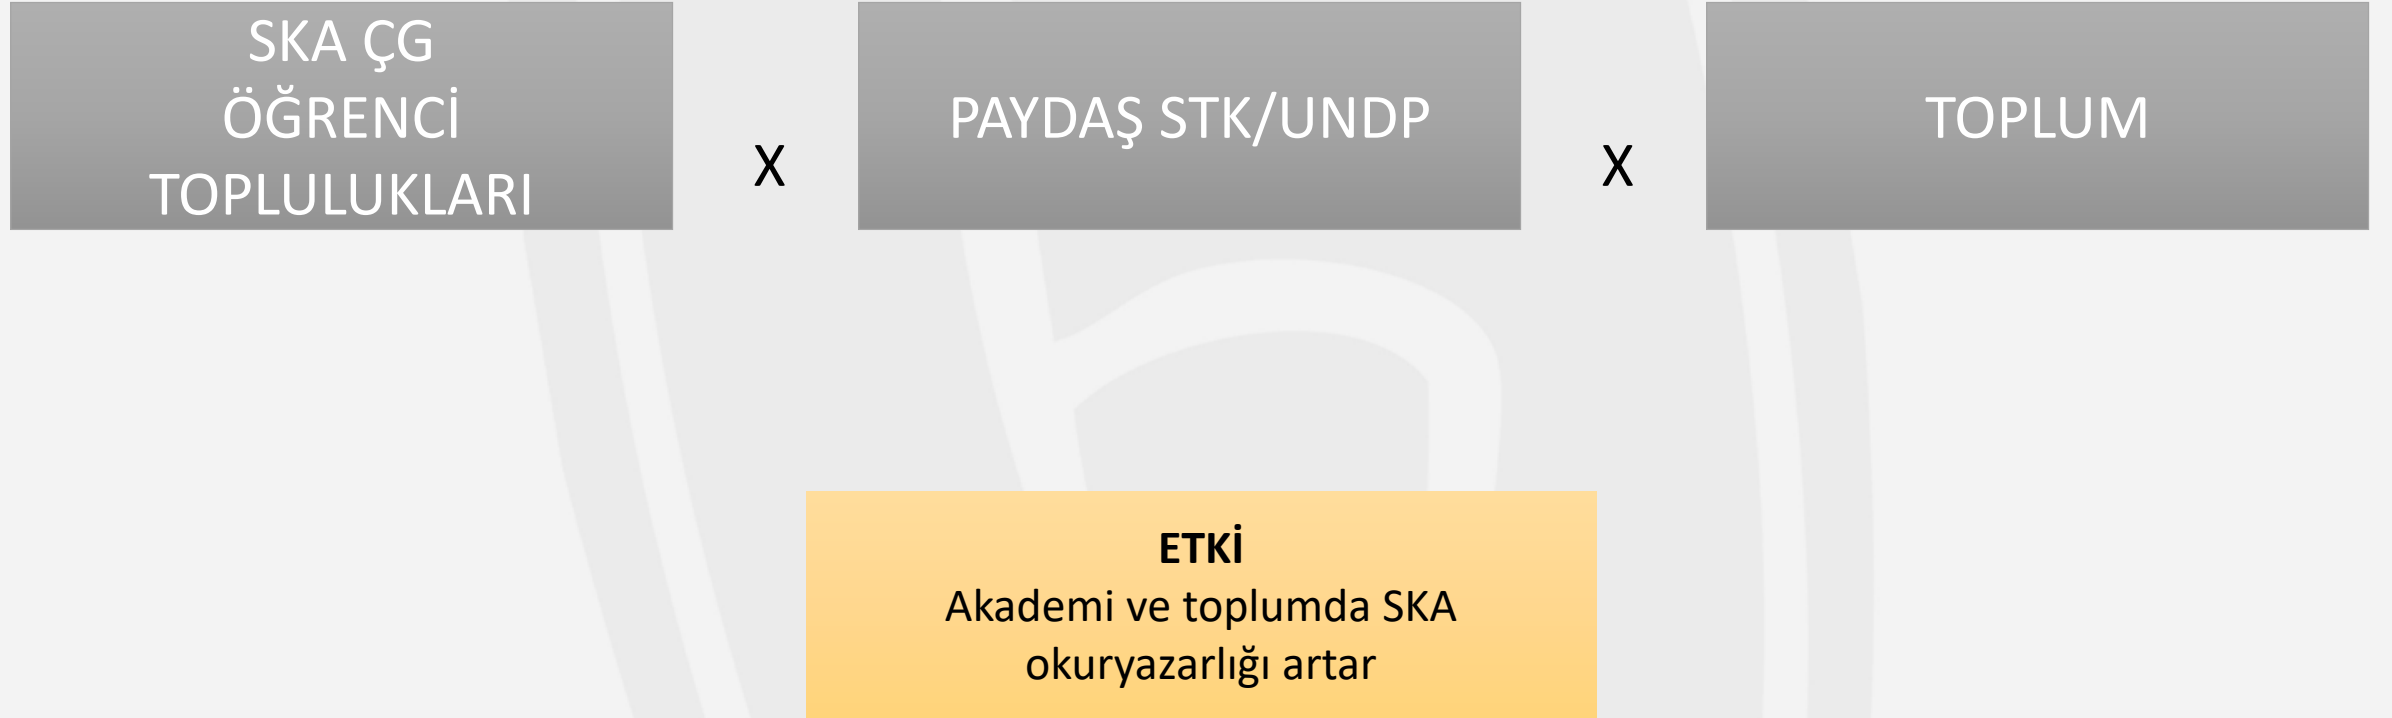 SKA ÇG
ÖĞRENCİ
TOPLULUKLARI
X
PAYDAŞ STK/UNDP
X
TOPLUM
ETKİ
Akademi ve toplumda SKA
okuryazarlığı artar